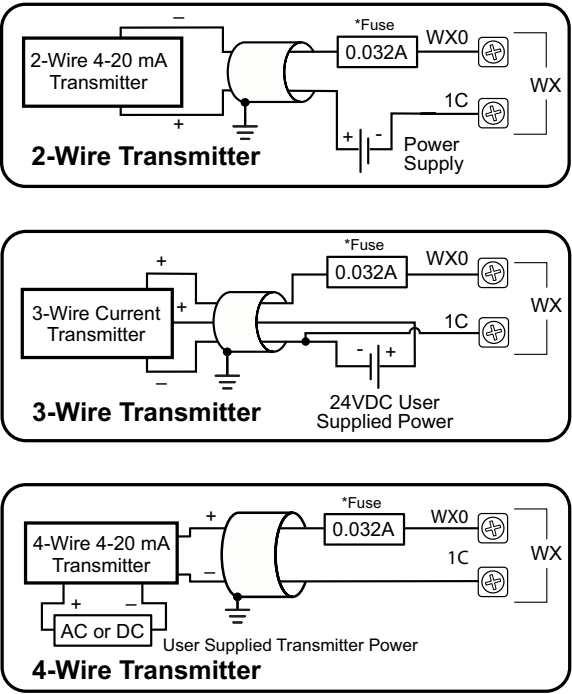 –
*Fuse
2-Wire 4-20 mA
Transmitter
0.032A
WX0
WX
1C
+
+ -
Power
Supply
2-Wire Transmitter
*Fuse
+
0.032A
WX0
3-Wire Current
Transmitter
+
1C
WX
- +
–
24VDC User
Supplied Power
3-Wire Transmitter
*Fuse
+
0.032A
WX0
4-Wire 4-20 mA
Transmitter
–
1C
WX
+ –
AC or DC
User Supplied Transmitter Power
4-Wire Transmitter